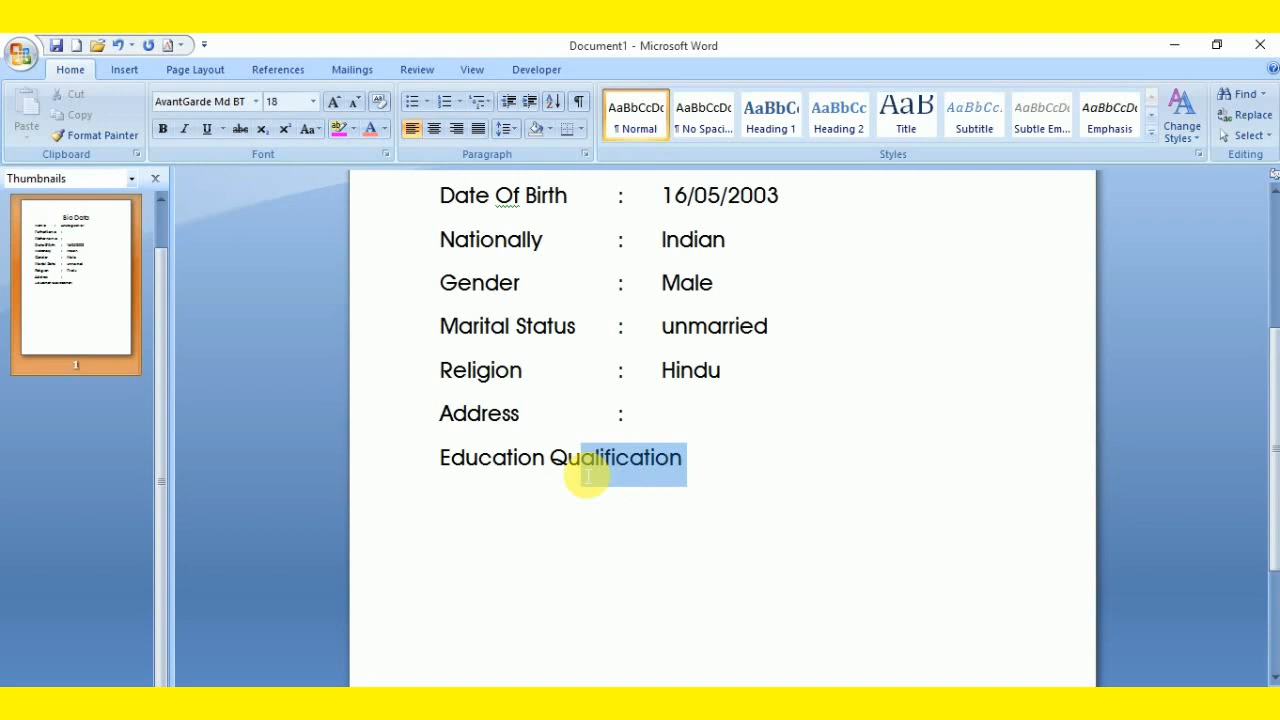 Document1 - Microsoft Word
Home Insert Page Layout References Mailings Review View Developer
Paste
Cut
Copy
Format Painter
Clipboard
AvantGarde Md BT 18
Font
Paragraph
AaBbCcDc AaBbCcDc AaBbCc AaBbCc AaB AaBbCc. AaBbCcDc AaBbCcDc
¶ Normal ¶ No Spaci... Heading 1 Heading 2 Title Subtitle Subtle Em... Emphasis
Change Styles
Styles
Find
Replace
Select
Editing
Thumbnails
Bio Data
1
Date Of Birth : 16/05/2003
Nationally : Indian
Gender : Male
Marital Status : unmarried
Religion : Hindu
Address :
Education Qualification